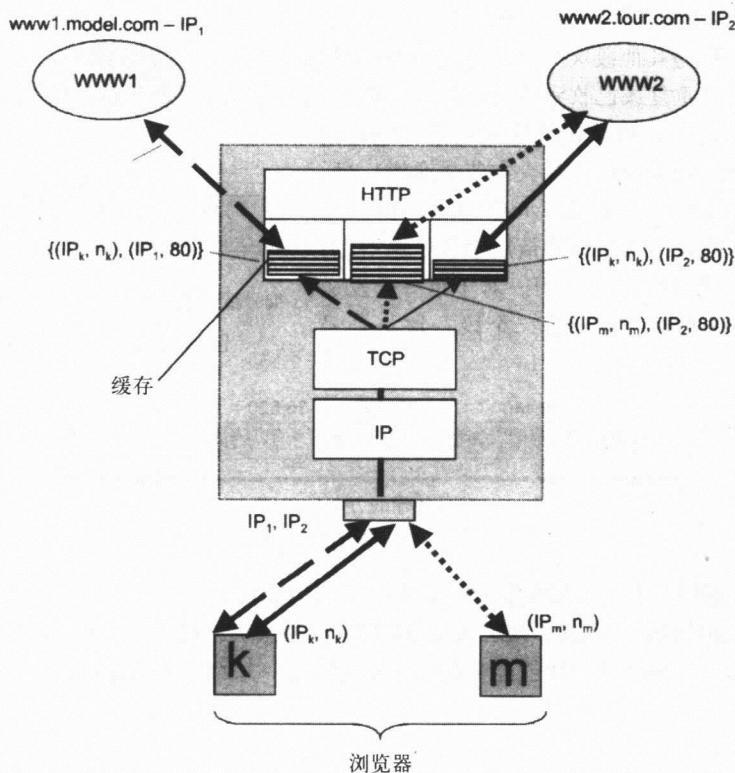 www1.model.com – IP₁
www2.tour.com – IP₂
WWW1
WWW2
HTTP
{(IPₖ, nₖ), (IP₁, 80)}
{(IPₖ, nₖ), (IP₂, 80)}
{(IPₘ, nₘ), (IP₂, 80)}
缓存
TCP
IP
IP₁, IP₂
(IPₖ, nₖ)
(IPₘ, nₘ)
k
m
浏览器